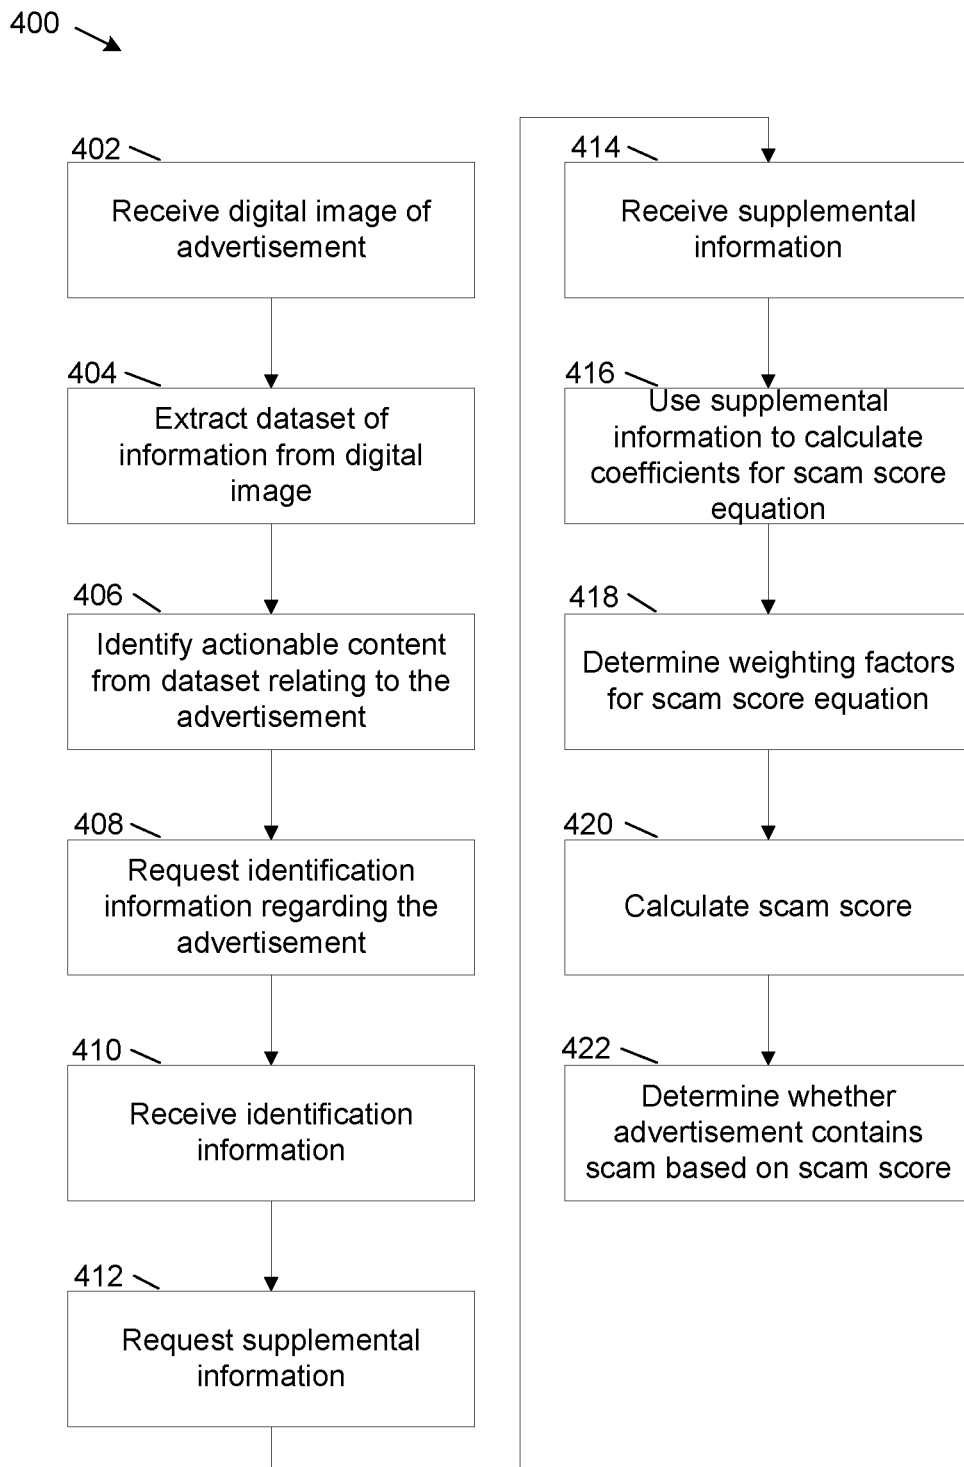 400
402
Receive digital image of
advertisement
404
Extract dataset of
information from digital
image
406
Identify actionable content
from dataset relating to the
advertisement
408
Request identification
information regarding the
advertisement
410
Receive identification
information
412
Request supplemental
information
414
Receive supplemental
information
416
Use supplemental
information to calculate
coefficients for scam score
equation
418
Determine weighting factors
for scam score equation
420
Calculate scam score
422
Determine whether
advertisement contains
scam based on scam score